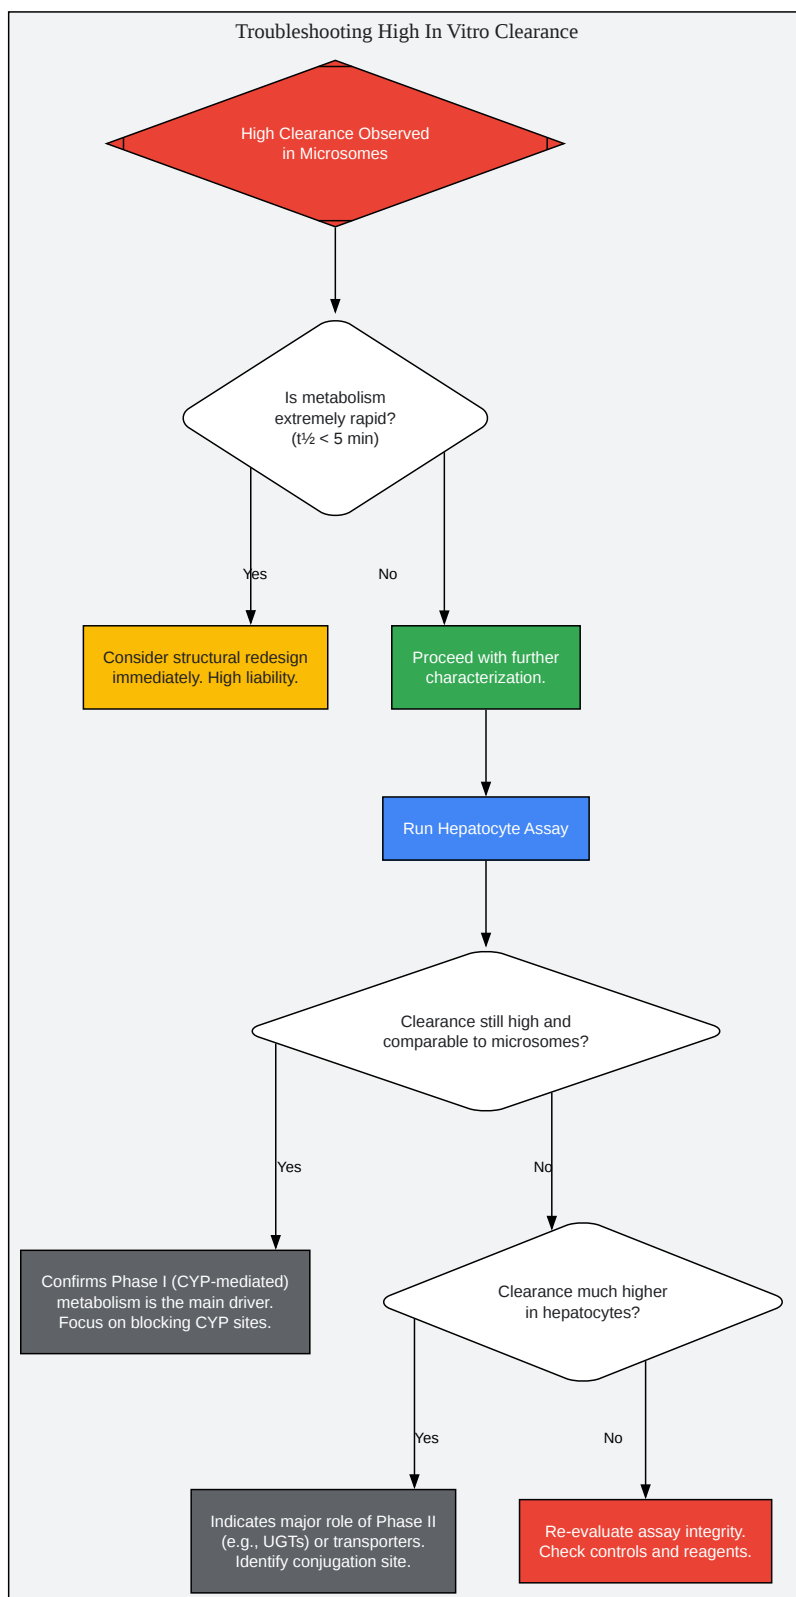 Troubleshooting High In Vitro Clearance
High Clearance Observed
in Microsomes
Is metabolism
extremely rapid?
(t½ < 5 min)
Yes
No
Consider structural redesign
immediately. High liability.
Proceed with further
characterization.
Run Hepatocyte Assay
Clearance still high and
comparable to microsomes?
Yes
No
Confirms Phase I (CYP-mediated)
metabolism is the main driver.
Focus on blocking CYP sites.
Clearance much higher
in hepatocytes?
Yes
No
Indicates major role of Phase II
(e.g., UGTs) or transporters.
Identify conjugation site.
Re-evaluate assay integrity.
Check controls and reagents.